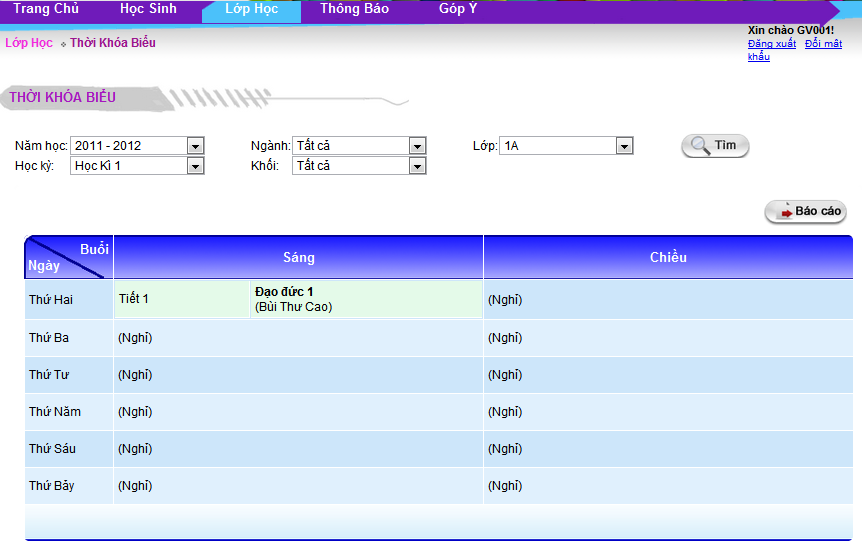 Trang Chủ Học Sinh Lớp Học Thông Báo Góp Ý
Xin chào GV001!
Lớp Học Thời Khóa Biểu
Đăng xuất Đổi mật
khẩu
THỜI KHÓA BIỂU
Năm học: 2011 - 2012 Ngành: Tất cả Lớp: 1A Tìm
Học kỳ: Học Kì 1 Khối: Tất cả
Báo cáo
Buổi
Ngày Sáng Chiều
Thứ Hai Tiết 1 Đạo đức 1 (Nghỉ)
(Bùi Thư Cao)
Thứ Ba (Nghỉ) (Nghỉ)
Thứ Tư (Nghỉ) (Nghỉ)
Thứ Năm (Nghỉ) (Nghỉ)
Thứ Sáu (Nghỉ) (Nghỉ)
Thứ Bảy (Nghỉ) (Nghỉ)